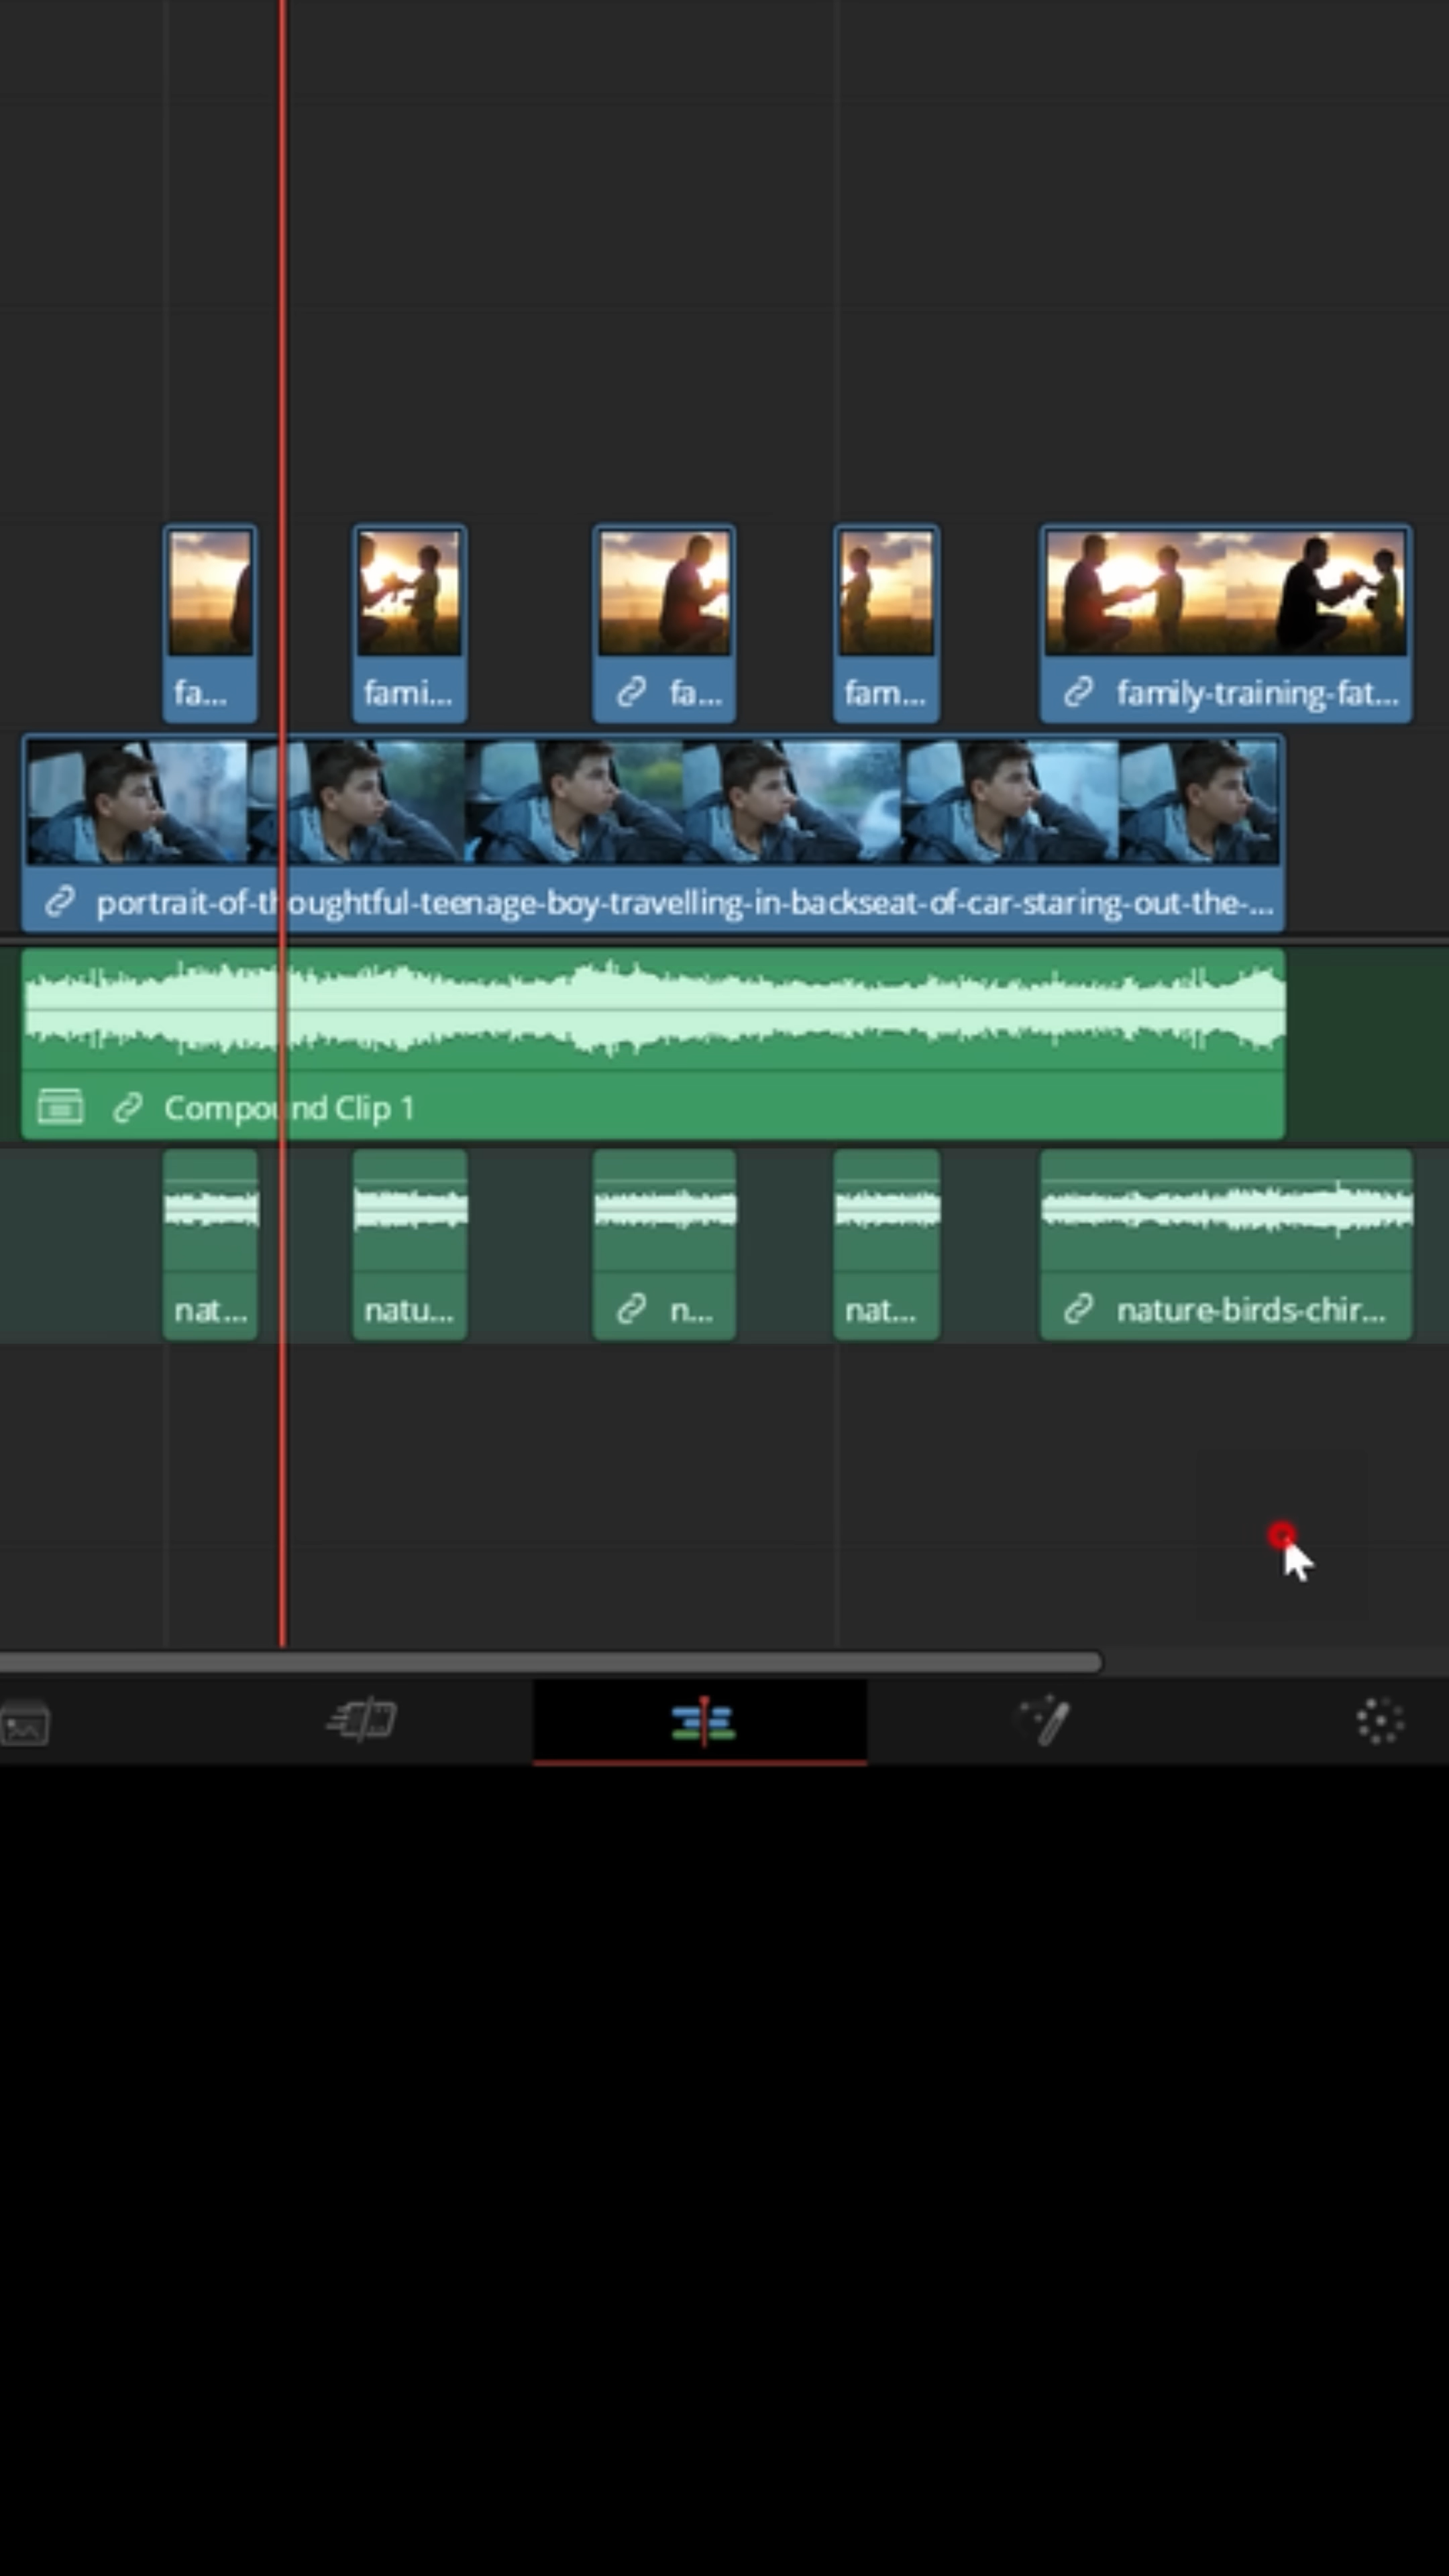 fa...
fami...
fa...
fam...
family-training-fat...
portrait-of-thoughtful-teenage-boy-travelling-in-backseat-of-car-staring-out-the-...
Compound Clip 1
nat...
natu...
n...
nat...
nature-birds-chir...